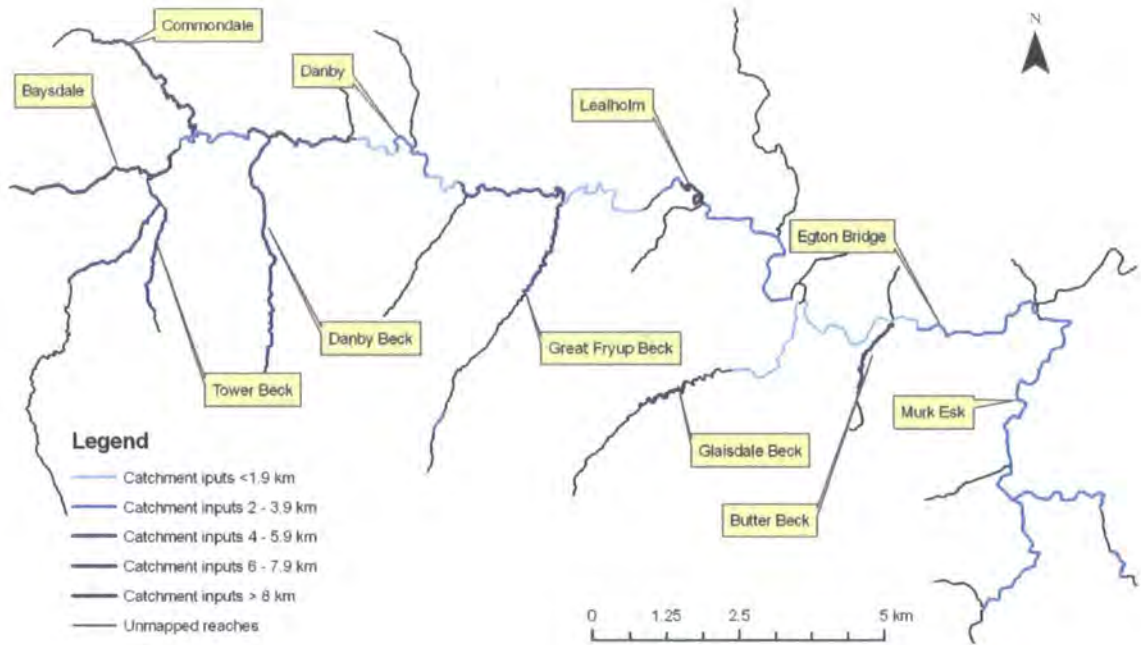 Commondale
N
Danby
Baysdale
Lealholm
Egton Bridge
Danby Beck
Great Fryup Beck
Tower Beck
Murk Esk
Glaisdale Beck
Butter Beck
Legend
Catchment iputs <1.9 km
Catchment inputs 2 - 3.9 km
Catchment inputs 4 - 5.9 km
Catchment inputs 6 - 7.9 km
Catchment inputs > 8 km
Unmapped reaches
0 1.25 2.5 5 km